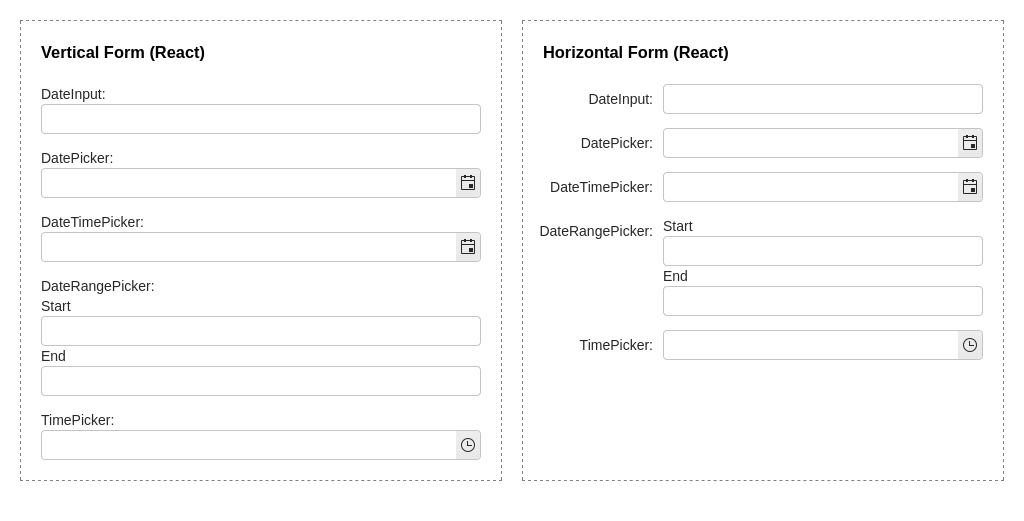 Vertical Form (React)
DateInput:
DatePicker:
DateTimePicker:
DateRangePicker:
Start
End
TimePicker:
Horizontal Form (React)
DateInput:
DatePicker:
DateTimePicker:
DateRangePicker:
Start
End
TimePicker: